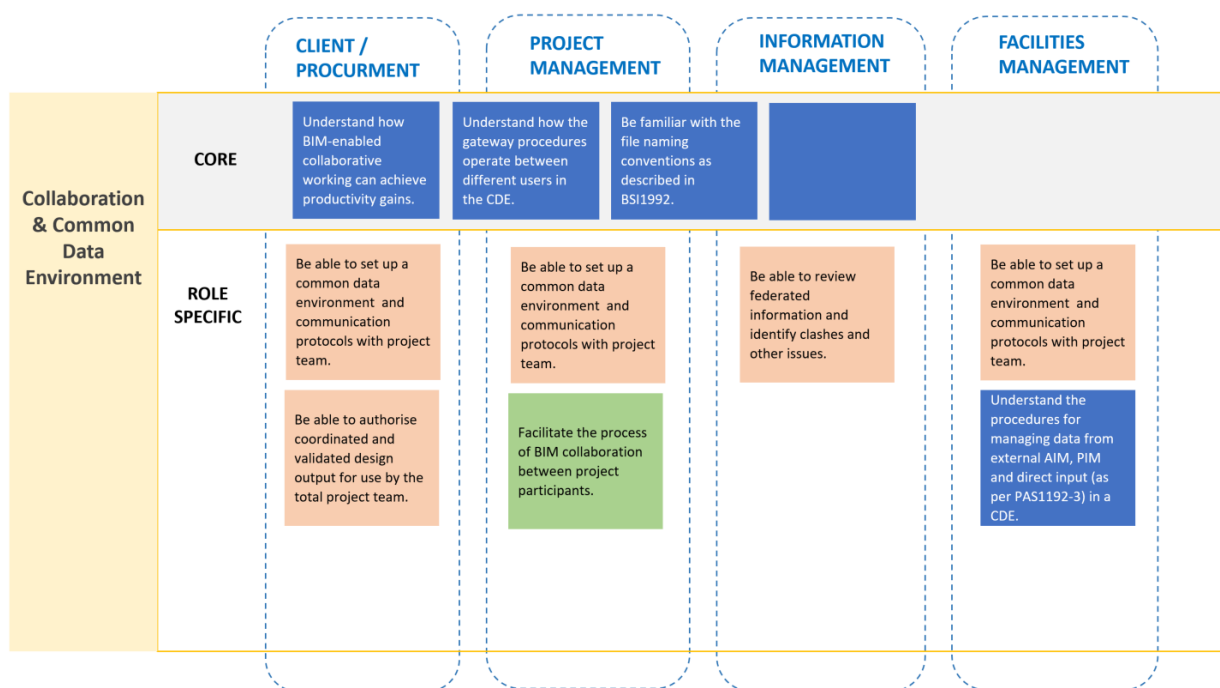 CLIENT /
PROCURMENT
PROJECT
MANAGEMENT
INFORMATION
MANAGEMENT
FACILITIES
MANAGEMENT
Collaboration
& Common
Data
Environment
CORE
Understand how
BIM-enabled
collaborative
working can achieve
productivity gains.
Understand how the
gateway procedures
operate between
different users in
the CDE.
Be familiar with the
file naming
conventions as
described in
BSI1992.
ROLE
SPECIFIC
Be able to set up a
common data
environment and
communication
protocols with project
team.
Be able to set up a
common data
environment and
communication
protocols with project
team.
Be able to review
federated
information and
identify clashes and
other issues.
Be able to set up a
common data
environment and
communication
protocols with project
team.
Be able to authorise
coordinated and
validated design
output for use by the
total project team.
Facilitate the process
of BIM collaboration
between project
participants.
Understand the
procedures for
managing data from
external AIM, PIM
and direct input (as
per PAS1192-3) in a
CDE.